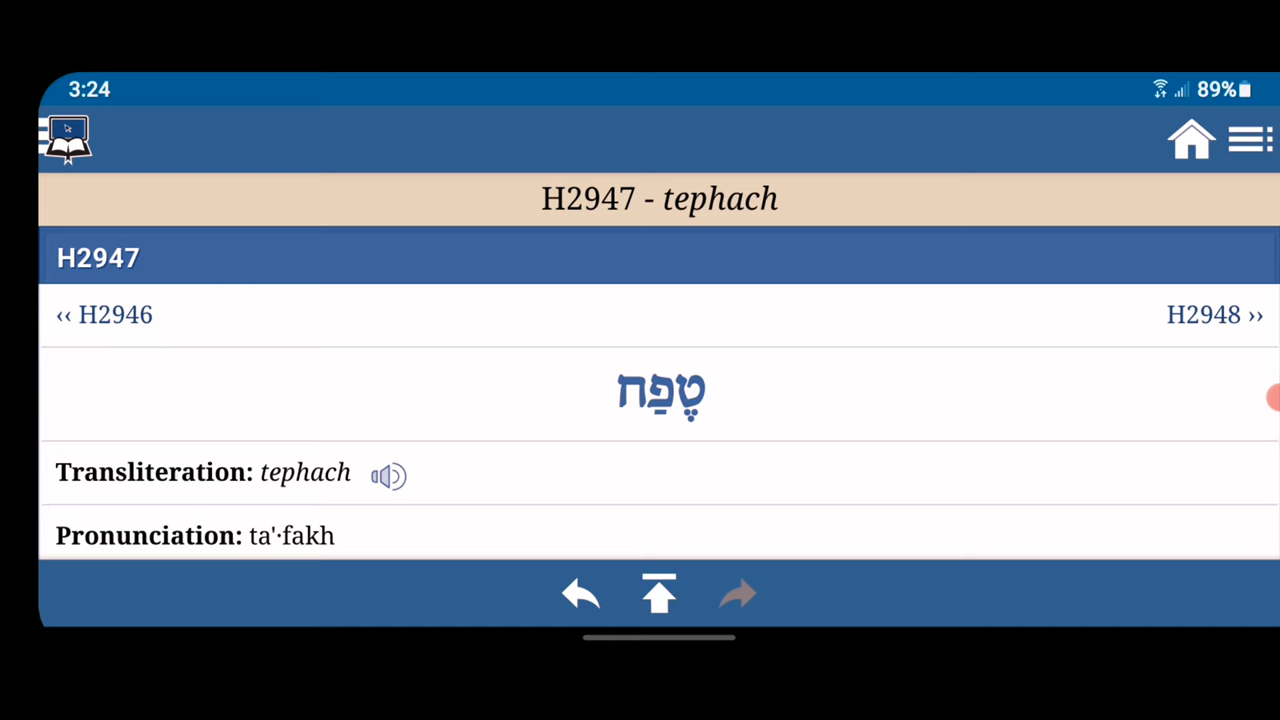 3:24 89%
H2947 - tephach
H2947
‹‹ H2946 H2948 ››
טֶפַח
Transliteration: tephach
Pronunciation: ta'·fakh